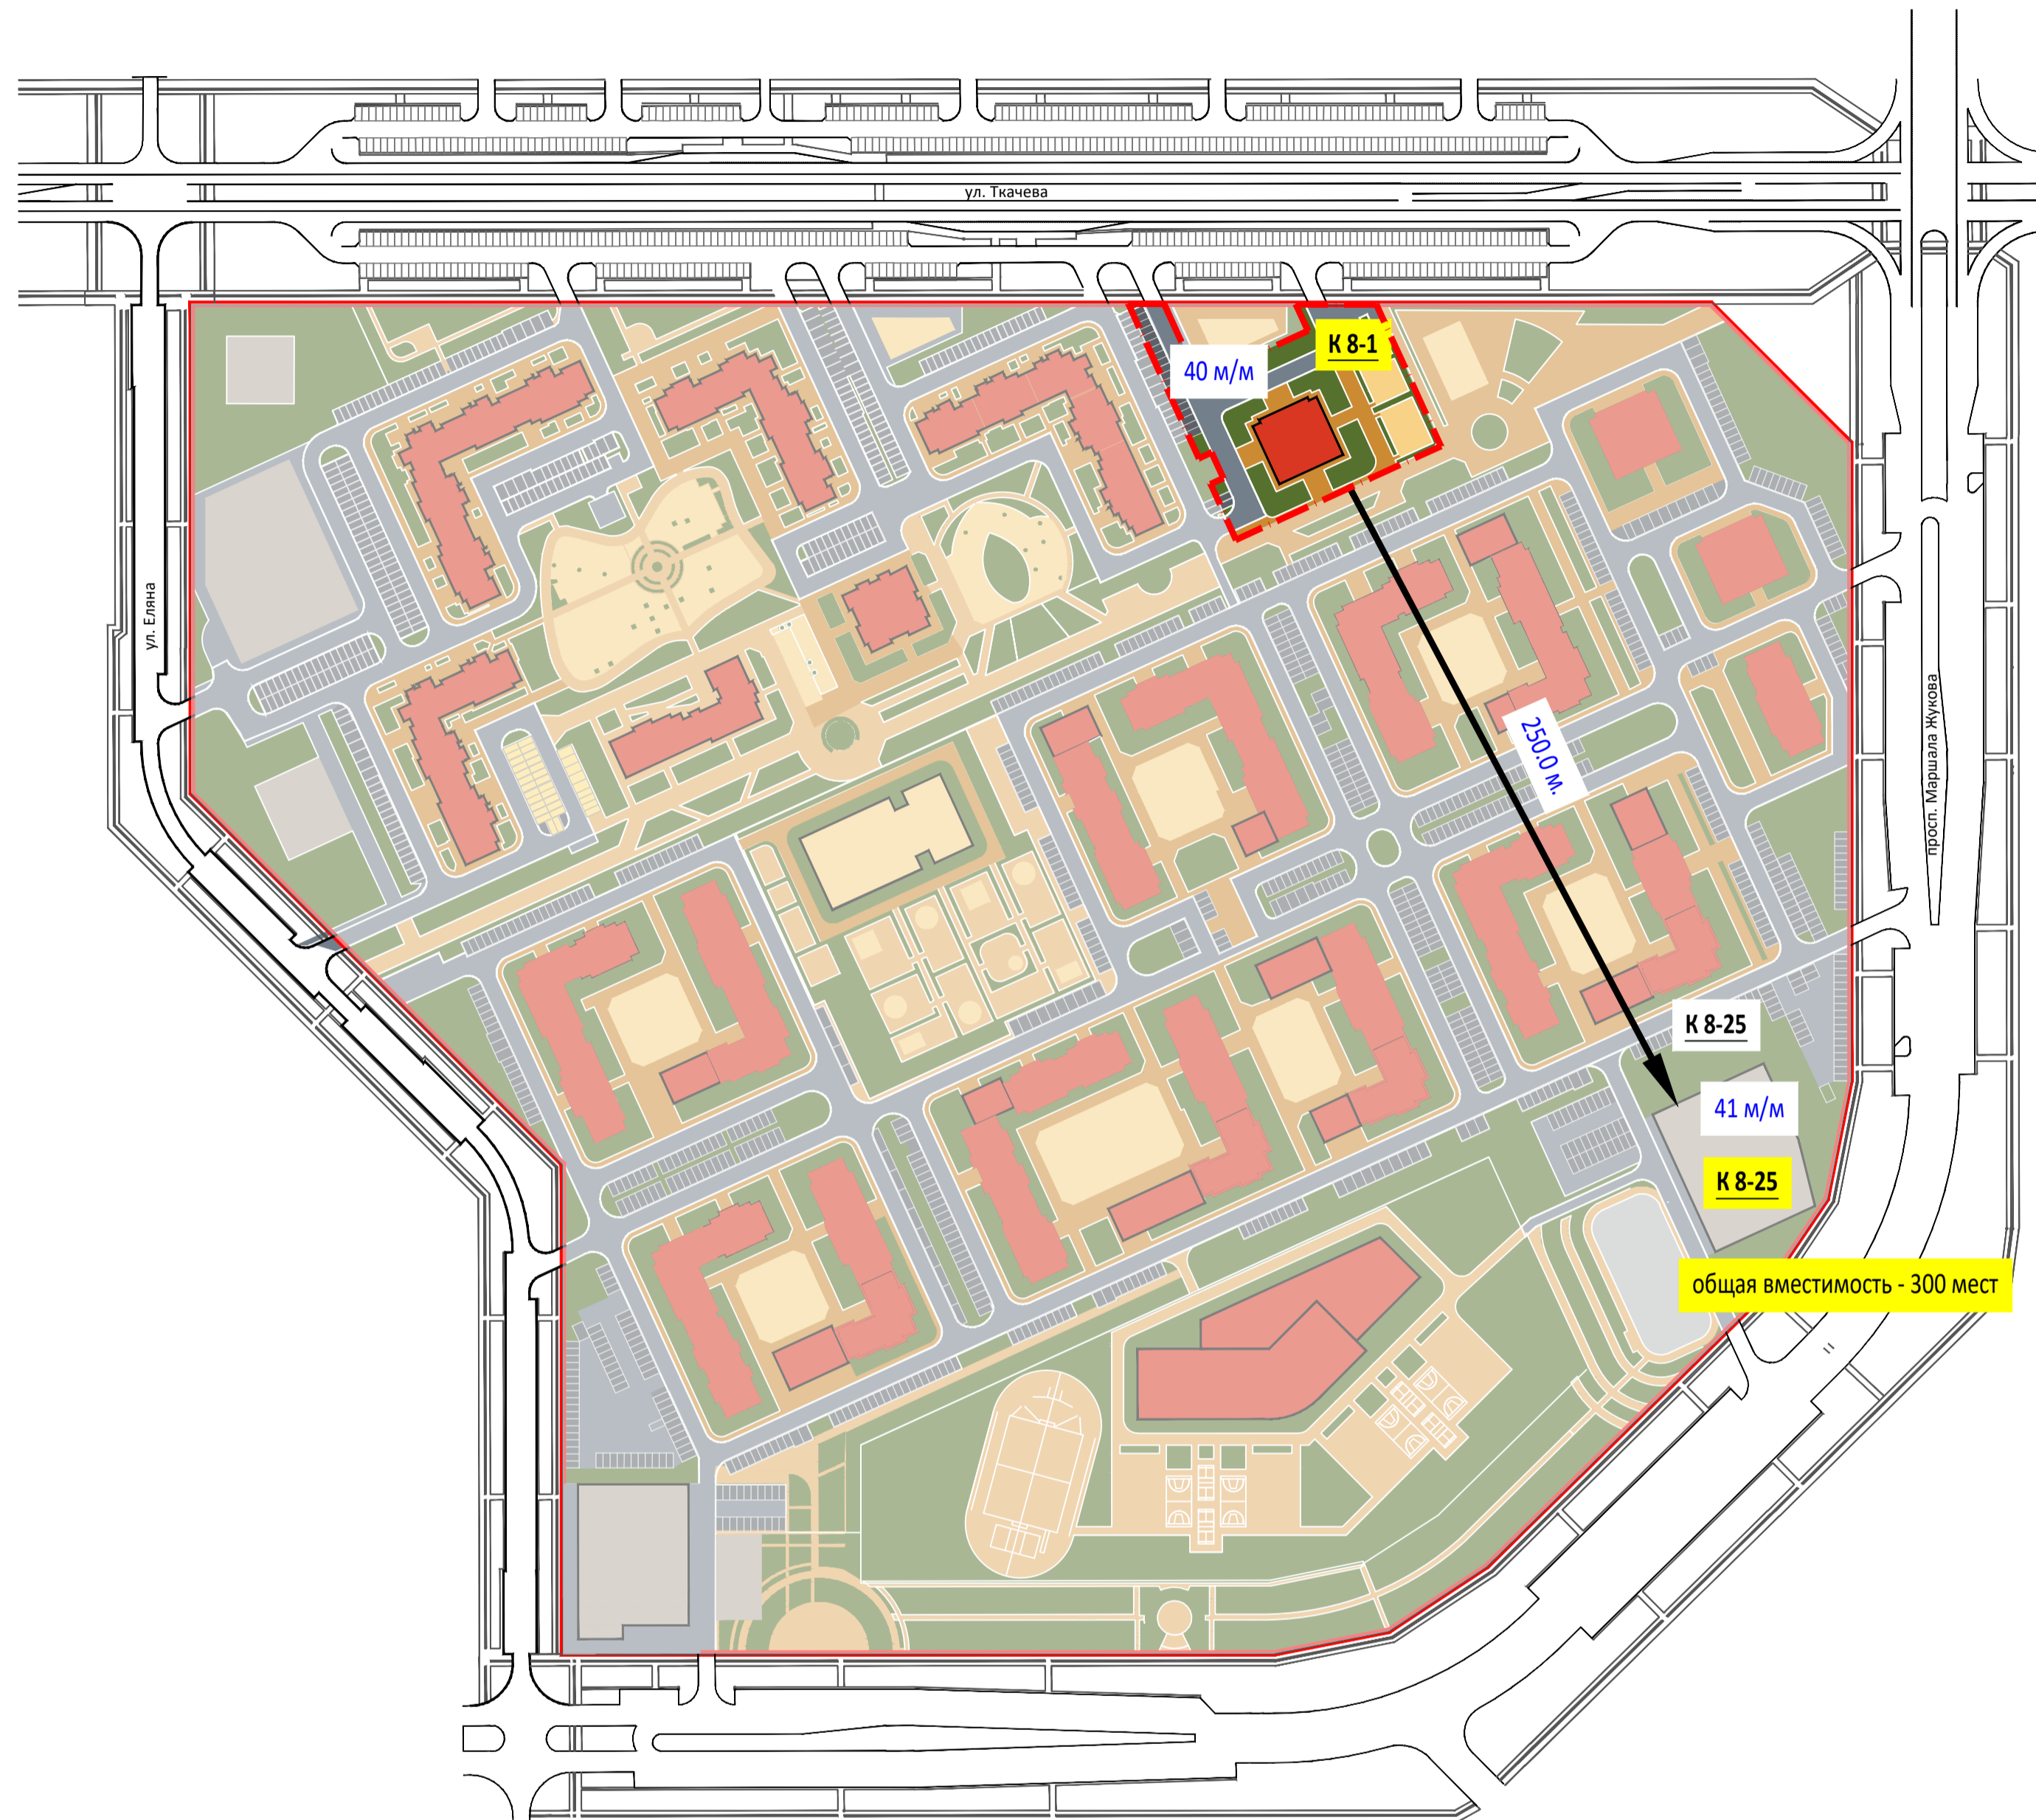 ул. Ткачева
К 8-1
40 м/м
ул. Еляна
просп. Маршала Жукова
250.0 м.
К 8-25
41 м/м
К 8-25
общая вместимость - 300 мест